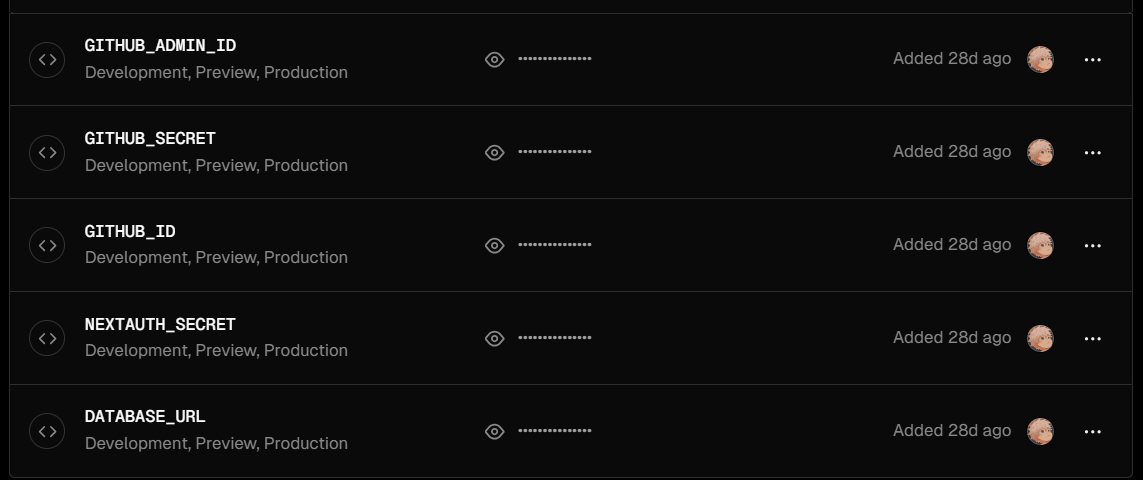 GITHUB_ADMIN_ID
Development, Preview, Production
•••••••••••••••
Added 28d ago
GITHUB_SECRET
Development, Preview, Production
•••••••••••••••
Added 28d ago
GITHUB_ID
Development, Preview, Production
•••••••••••••••
Added 28d ago
NEXTAUTH_SECRET
Development, Preview, Production
•••••••••••••••
Added 28d ago
DATABASE_URL
Development, Preview, Production
•••••••••••••••
Added 28d ago